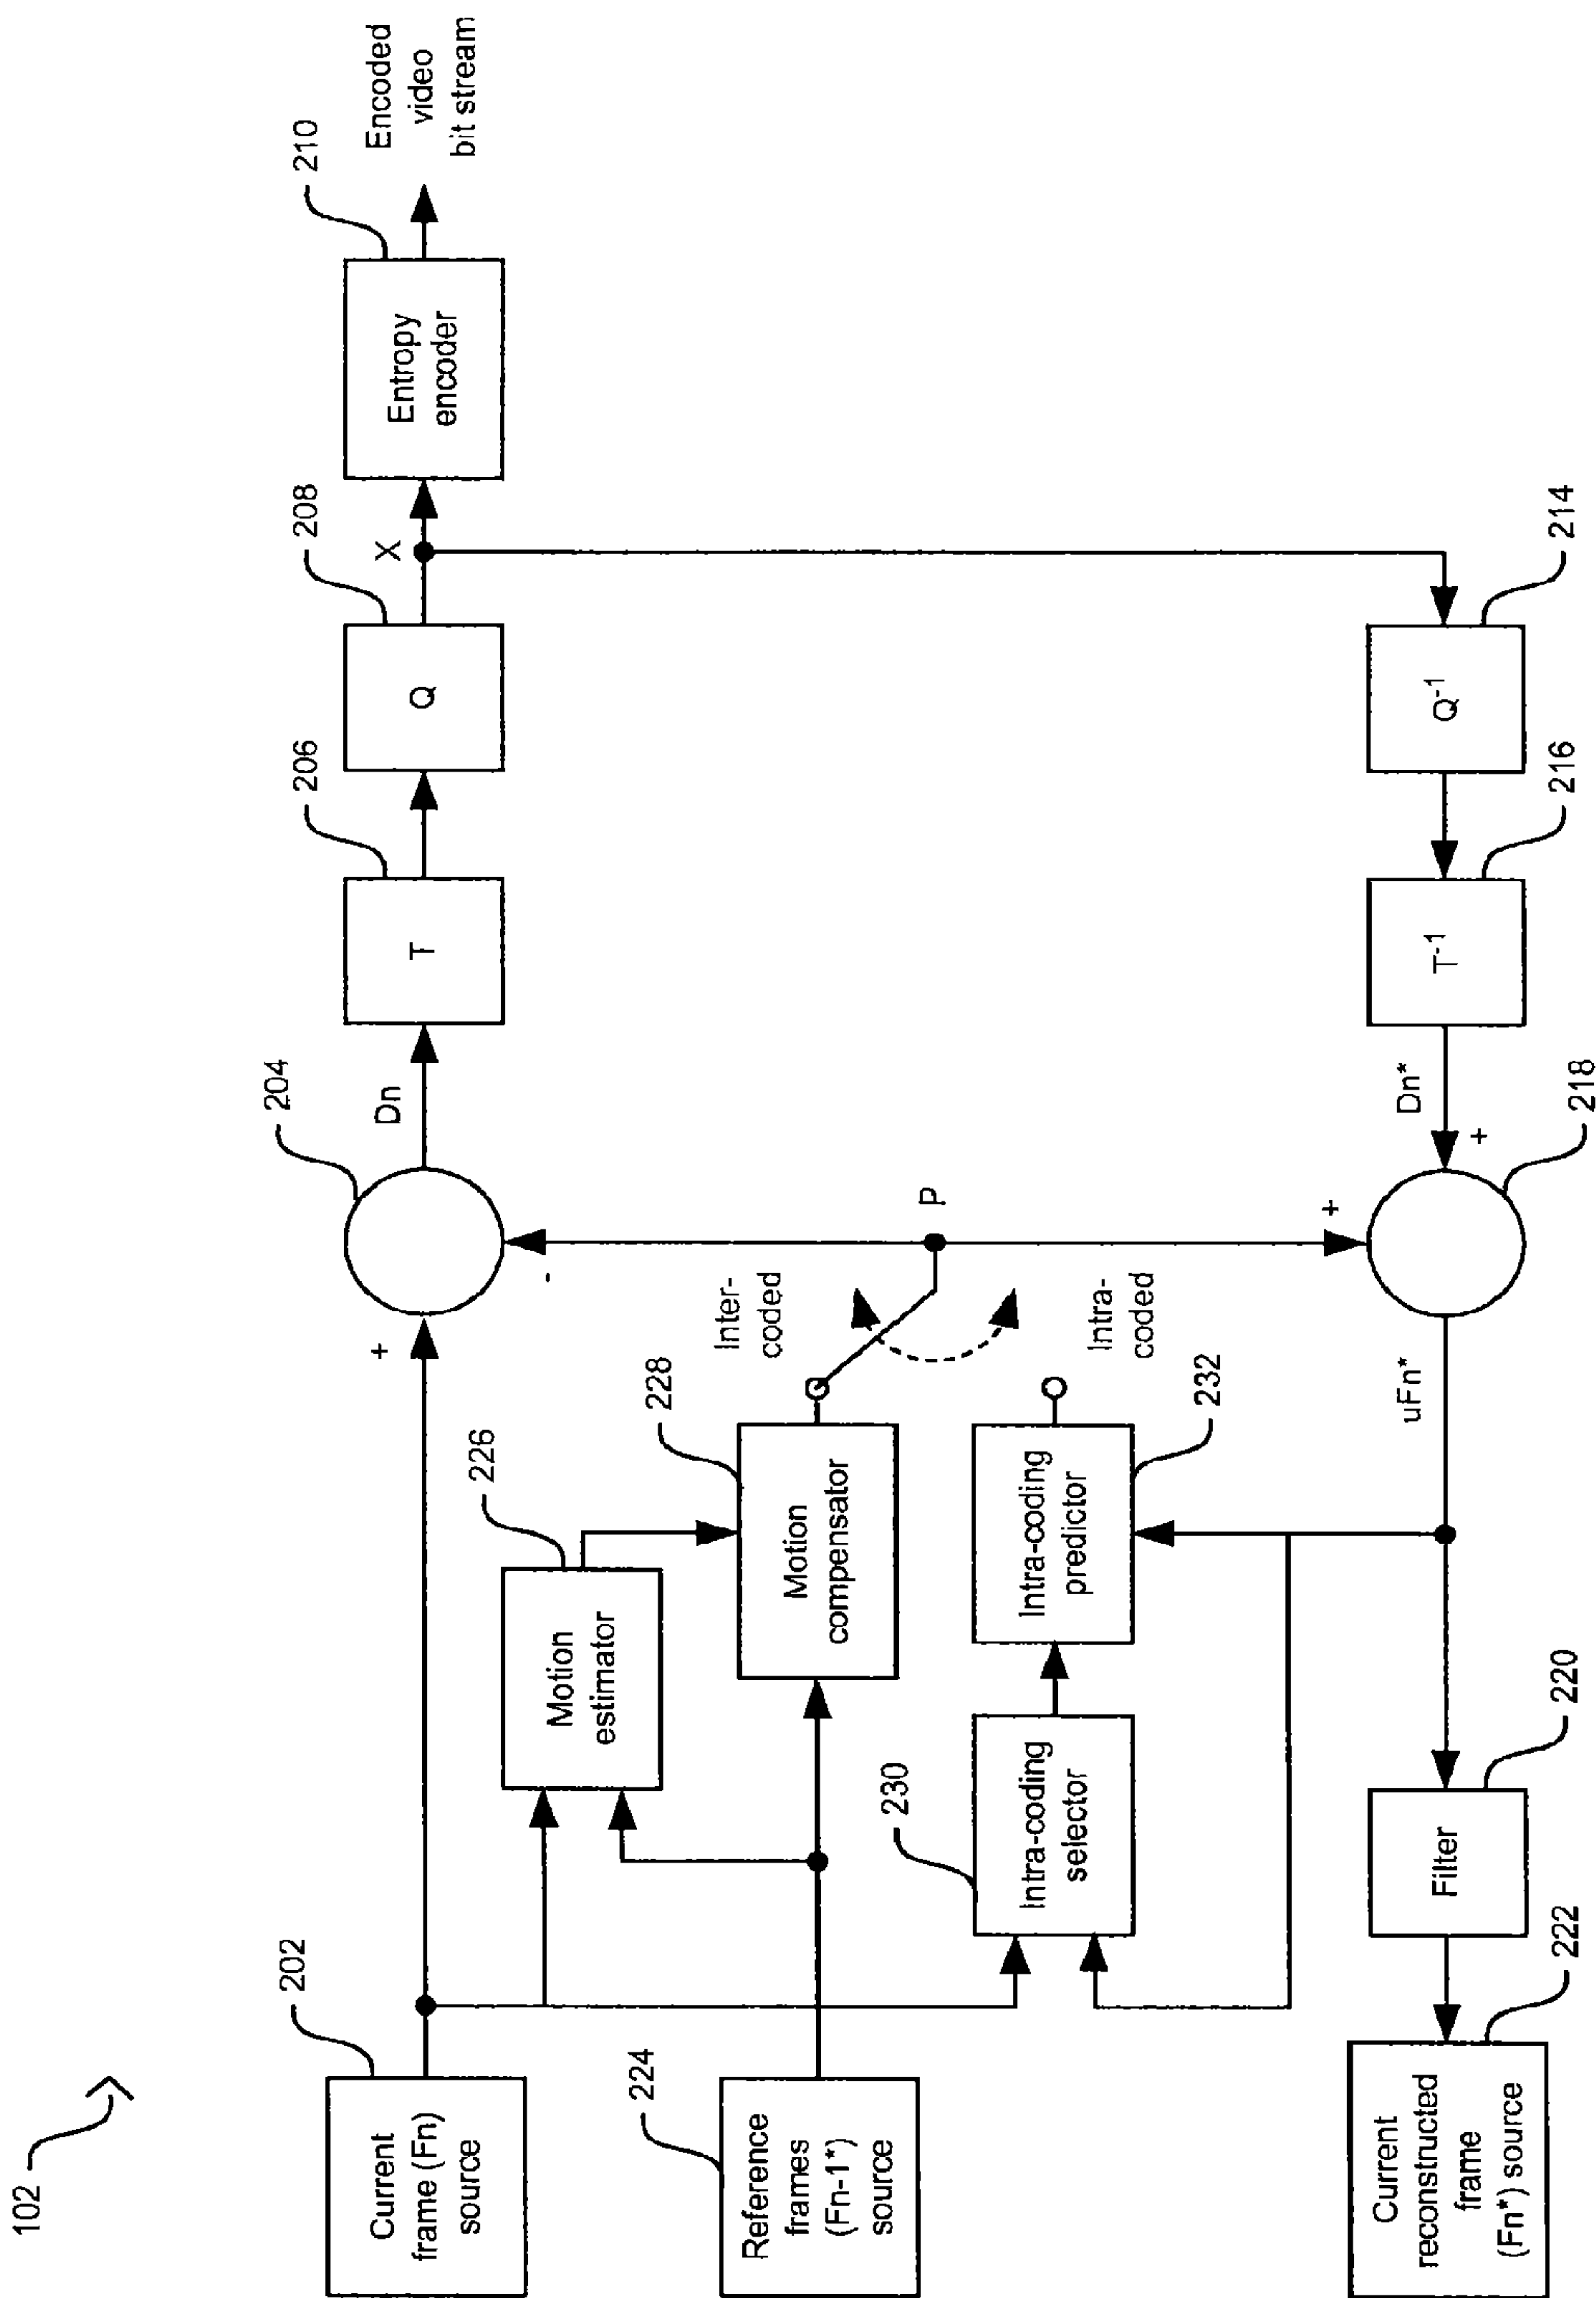 102
202
Current
frame (Fn)
source
+
-
204
Dn
206
T
208
Q
X
210
Entropy
encoder
Encoded
video
bit stream
226
Motion
estimator
224
Reference
frames
(Fn-1*)
source
228
Motion
compensator
Inter-
coded
P
230
Intra-coding
selector
232
Intra-coding
predictor
Intra-
coded
+
222
Current
reconstructed
frame
(Fn*) source
220
Filter
uFn*
218
+
Dn*
216
T-1
214
Q-1